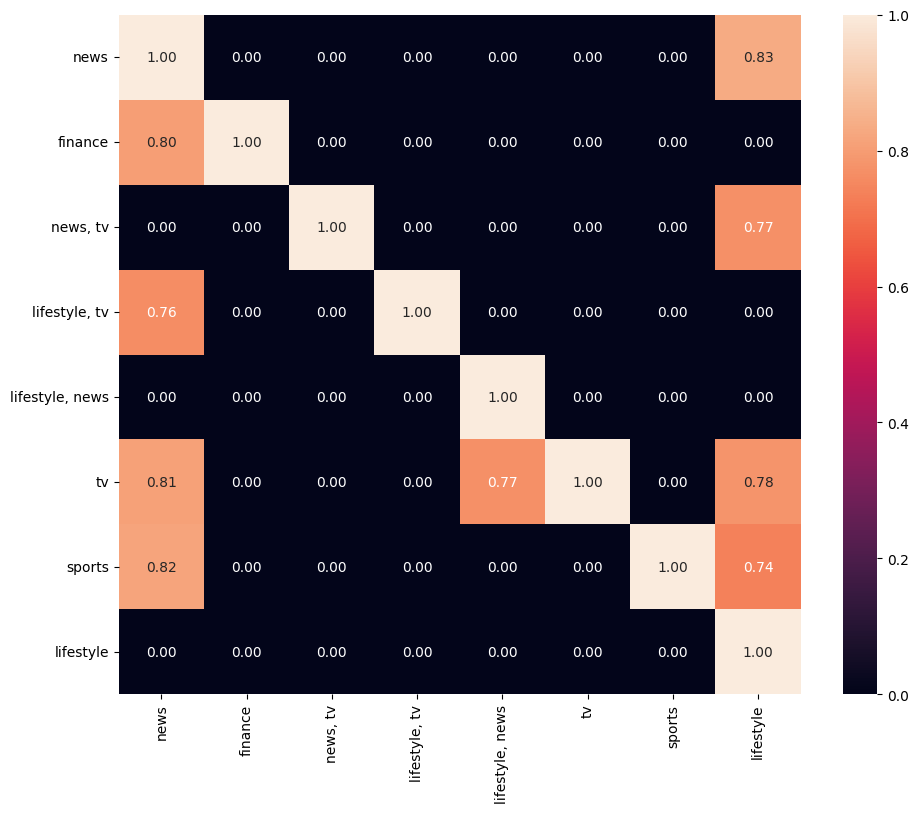 news 1.00 0.00 0.00 0.00 0.00 0.00 0.00 0.83
finance 0.80 1.00 0.00 0.00 0.00 0.00 0.00 0.00
news, tv 0.00 0.00 1.00 0.00 0.00 0.00 0.00 0.77
lifestyle, tv 0.76 0.00 0.00 1.00 0.00 0.00 0.00 0.00
lifestyle, news 0.00 0.00 0.00 0.00 1.00 0.00 0.00 0.00
tv 0.81 0.00 0.00 0.00 0.77 1.00 0.00 0.78
sports 0.82 0.00 0.00 0.00 0.00 0.00 1.00 0.74
lifestyle 0.00 0.00 0.00 0.00 0.00 0.00 0.00 1.00
news
finance
news, tv
lifestyle, tv
lifestyle, news
tv
sports
lifestyle
1.0
0.8
0.6
0.4
0.2
0.0